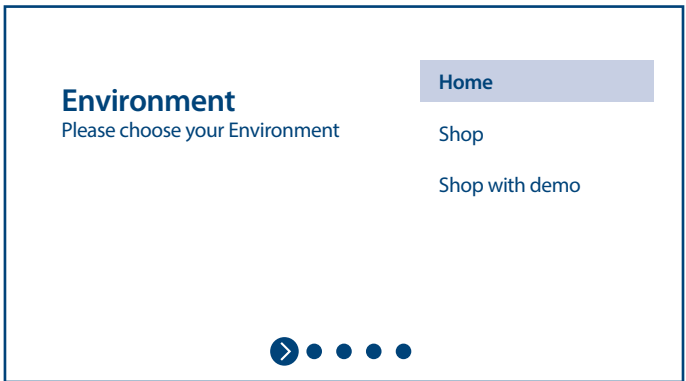 Environment
Please choose your Environment
Home
Shop
Shop with demo